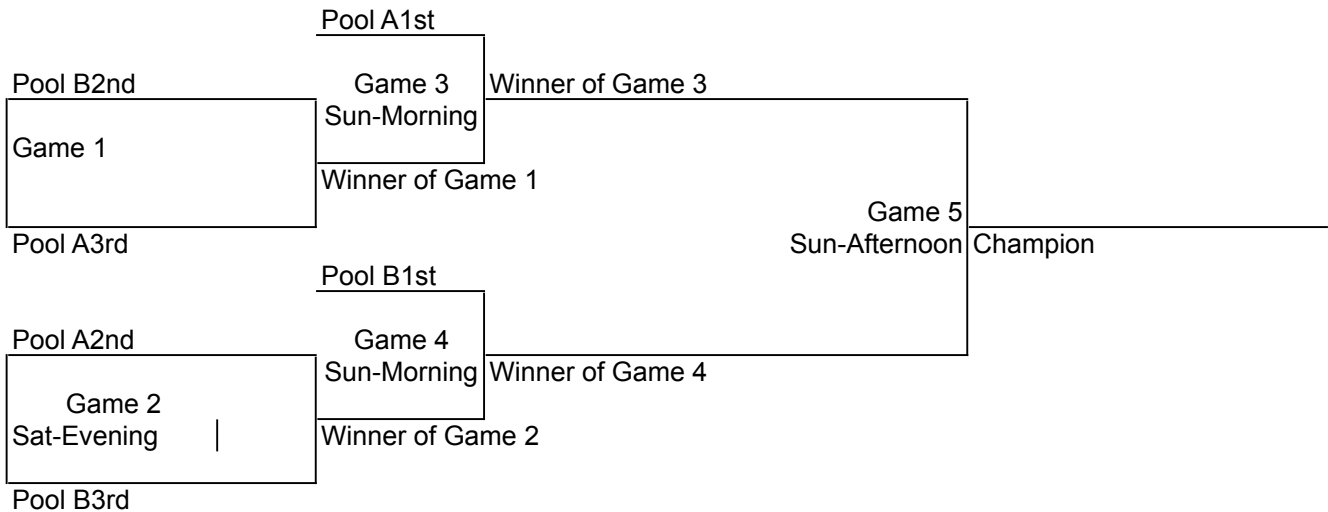 Pool A1st
Pool B2nd
Game 3
Sun-Morning
Winner of Game 3
Game 1
Winner of Game 1
Pool A3rd
Game 5
Sun-Afternoon
Champion
Pool B1st
Pool A2nd
Game 4
Sun-Morning
Winner of Game 4
Game 2
Sat-Evening
Winner of Game 2
Pool B3rd